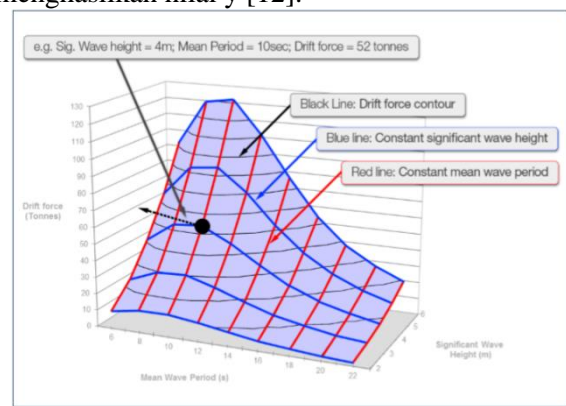 menghasilkan nilai y [12].
e.g. Sig. Wave height = 4m; Mean Period = 10sec; Drift force = 52 tonnes
Black Line: Drift force contour
Blue line: Constant significant wave height
Red line: Constant mean wave period
Drift force
(Tonnes)
130
120
110
100
90
80
70
60
50
40
30
20
10
0
6
8
10
12
14
16
18
20
22
Mean Wave Period (s)
2
3
4
5
6
Significant Wave
Height (m)